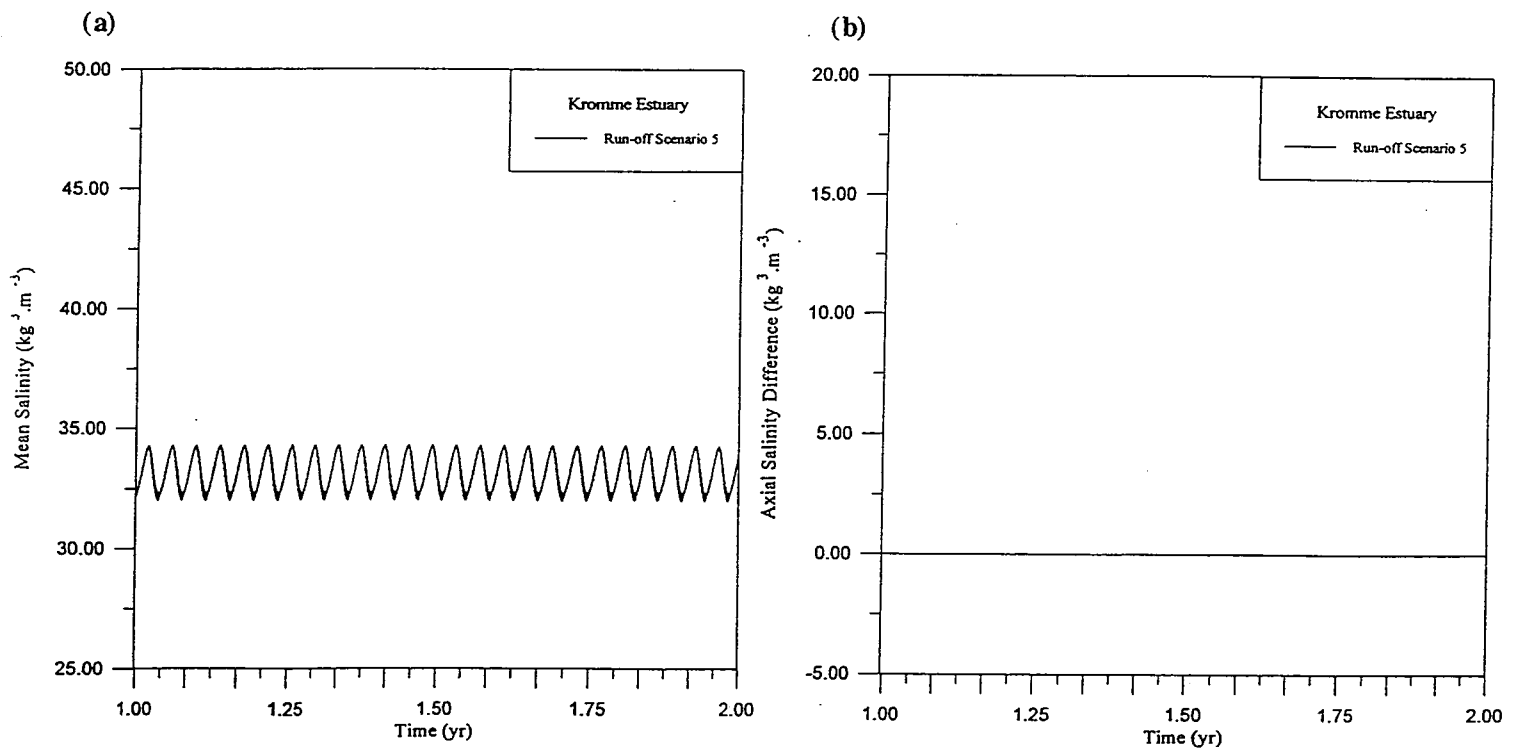 (a)
50.00
45.00
40.00
35.00
30.00
25.00
Mean Salinity (kg³.m⁻³)
Kromme Estuary
Run-off Scenario 5
1.00 1.25 1.50 1.75 2.00
Time (yr)
(b)
20.00
15.00
10.00
5.00
0.00
-5.00
Axial Salinity Difference (kg³.m⁻³)
Kromme Estuary
Run-off Scenario 5
1.00 1.25 1.50 1.75 2.00
Time (yr)